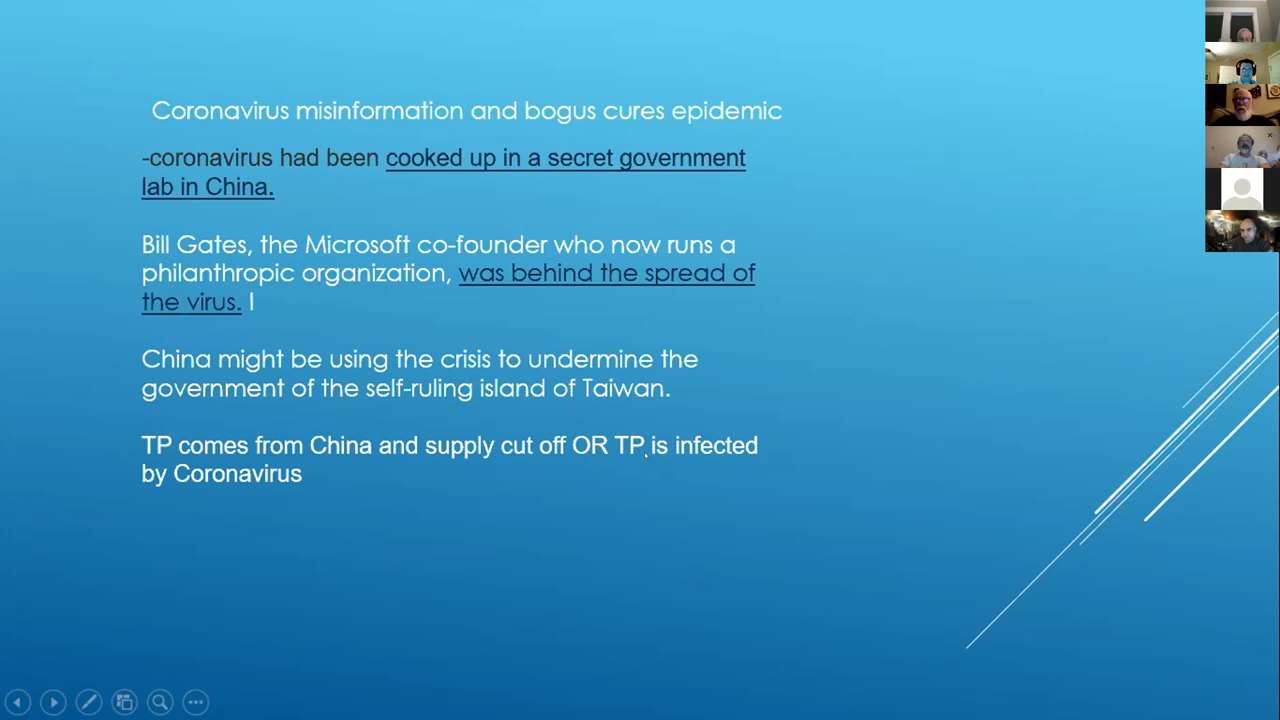 Coronavirus misinformation and bogus cures epidemic
-coronavirus had been cooked up in a secret government
lab in China.
Bill Gates, the Microsoft co-founder who now runs a
philanthropic organization, was behind the spread of
the virus. I
China might be using the crisis to undermine the
government of the self-ruling island of Taiwan.
TP comes from China and supply cut off OR TP is infected
by Coronavirus